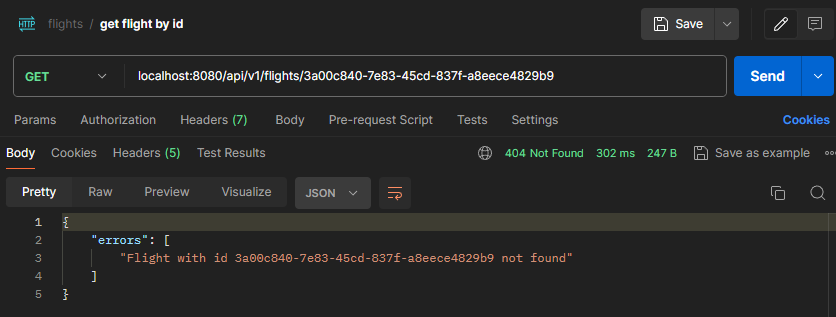 HTTP flights / get flight by id Save
GET localhost:8080/api/v1/flights/3a00c840-7e83-45cd-837f-a8eece4829b9 Send
Params Authorization Headers (7) Body Pre-request Script Tests Settings Cookies
Body Cookies Headers (5) Test Results 404 Not Found 302 ms 247 B Save as example
Pretty Raw Preview Visualize JSON
1 {
2 "errors": [
3 "Flight with id 3a00c840-7e83-45cd-837f-a8eece4829b9 not found"
4 ]
5 }